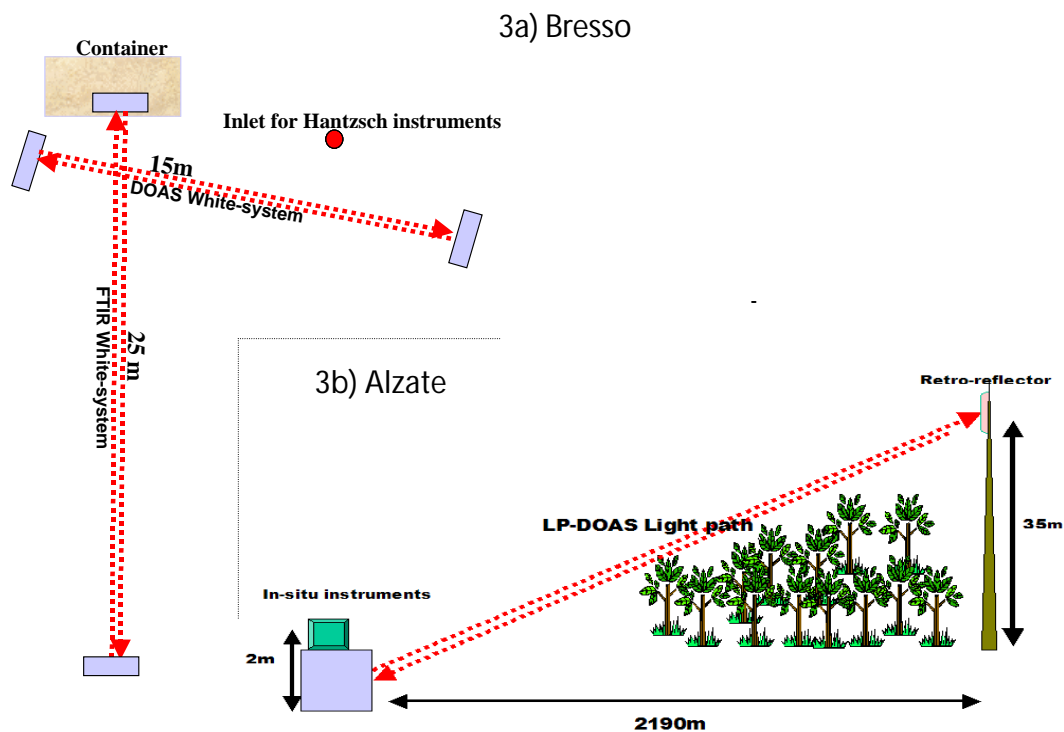 3a) Bresso
Container
Inlet for Hantzsch instruments
15m
DOAS White-system
FTIR White-system
25 m
-
3b) Alzate
Retro-reflector
LP-DOAS Light path
35m
In-situ instruments
2m
2190m